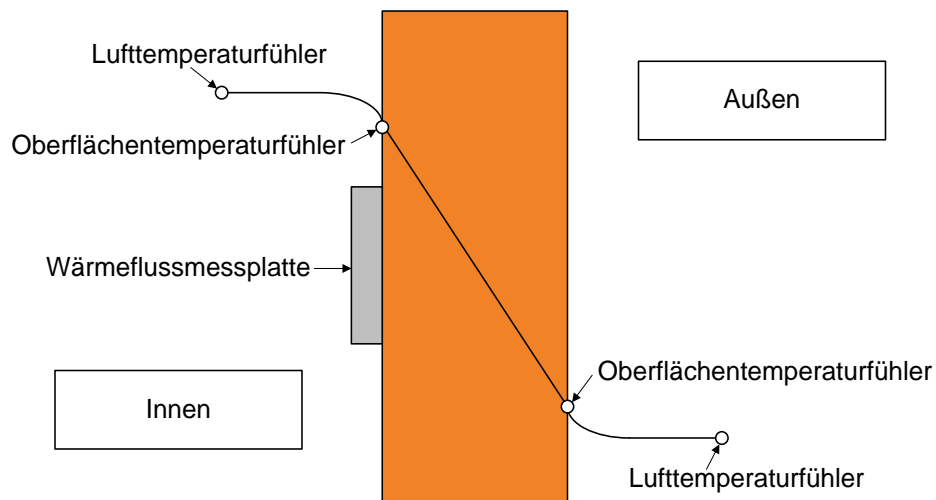 Lufttemperaturfühler
Außen
Oberflächentemperaturfühler
Wärmeflussmessplatte
Oberflächentemperaturfühler
Innen
Lufttemperaturfühler